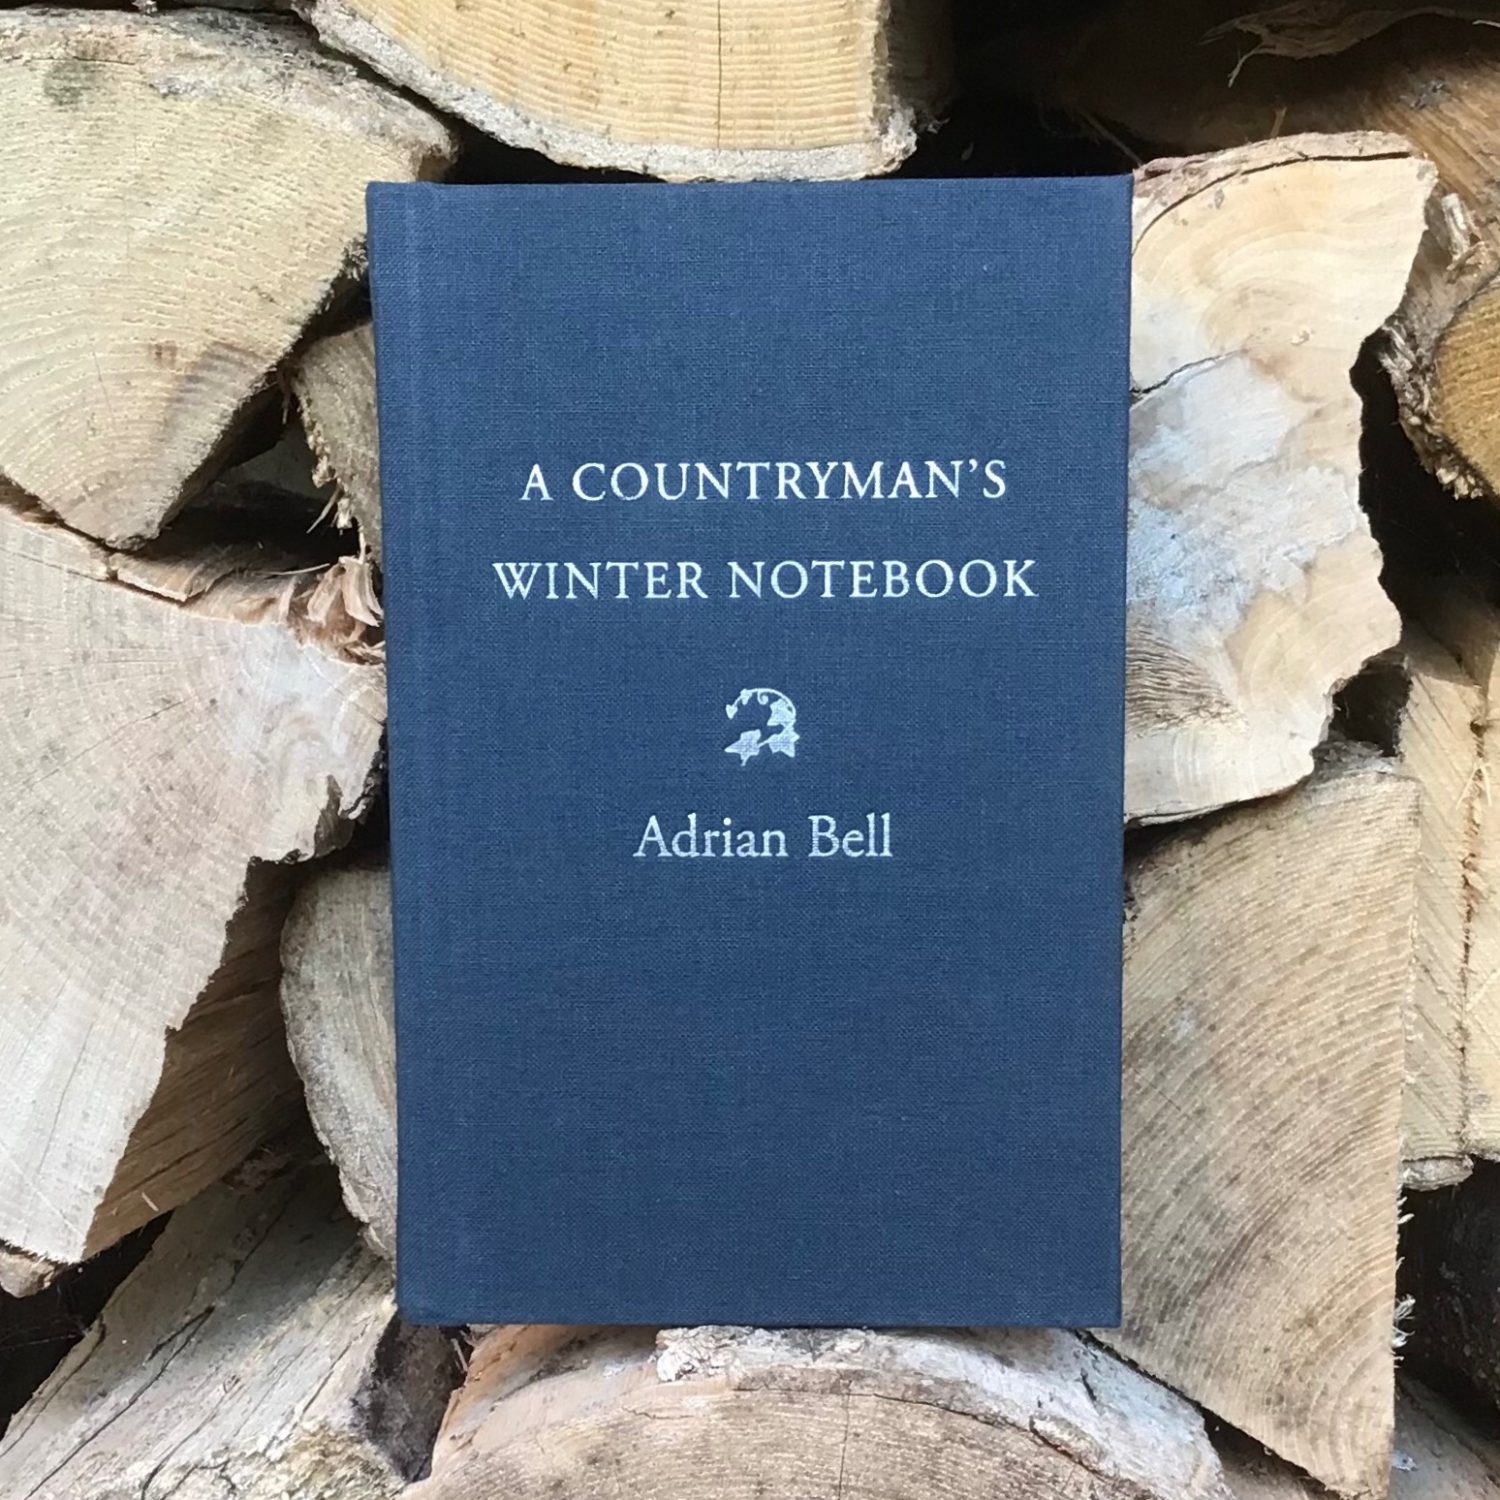 A COUNTRYMAN’S
WINTER NOTEBOOK
Adrian Bell